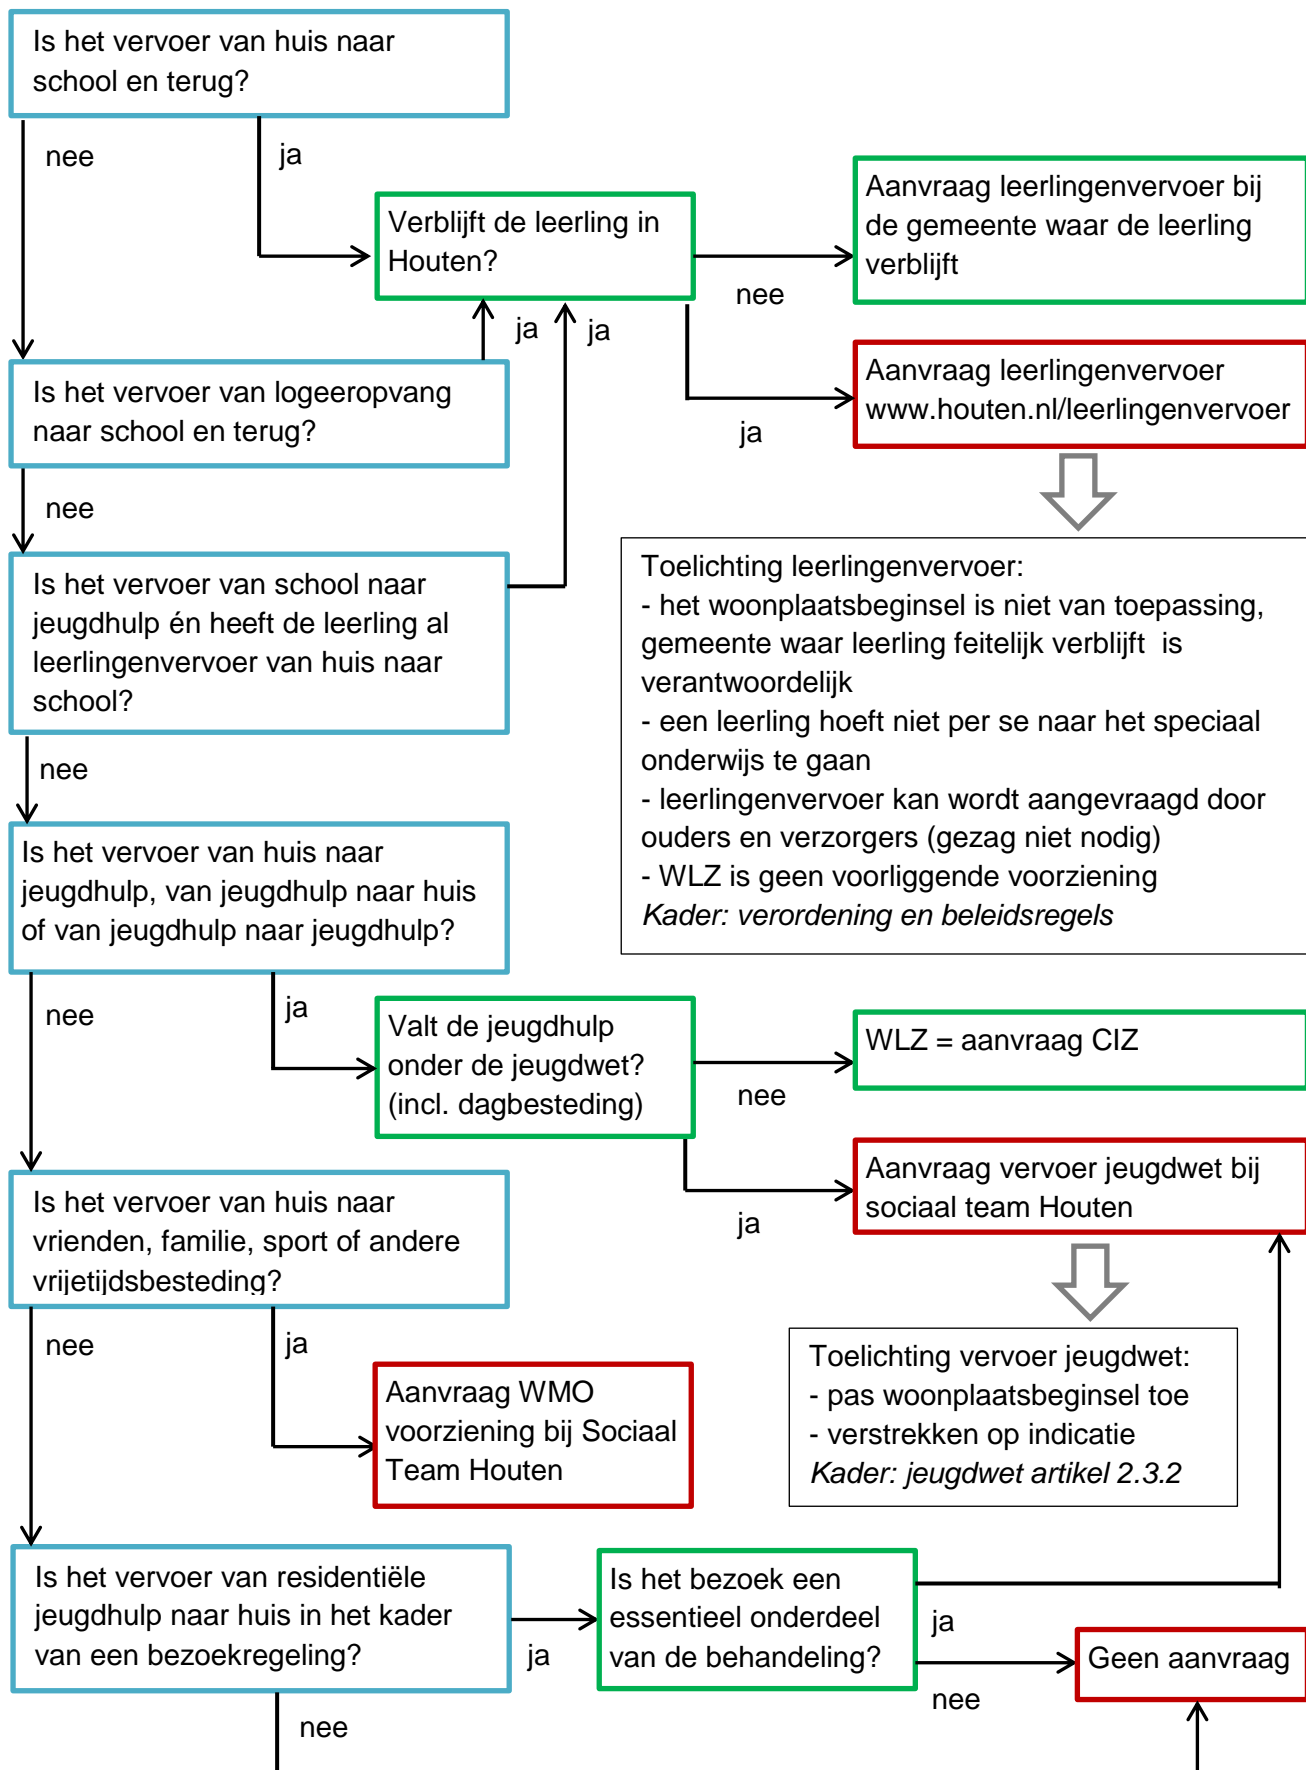 Is het vervoer van huis naar
school en terug?
nee
ja
Verblijft de leerling in
Houten?
nee
Aanvraag leerlingenvervoer bij
de gemeente waar de leerling
verblijft
ja
ja
ja
Aanvraag leerlingenvervoer
www.houten.nl/leerlingenvervoer
Is het vervoer van logeeropvang
naar school en terug?
nee
Is het vervoer van school naar
jeugdhulp én heeft de leerling al
leerlingenvervoer van huis naar
school?
nee
Toelichting leerlingenvervoer:
- het woonplaatsbeginsel is niet van toepassing,
gemeente waar leerling feitelijk verblijft is
verantwoordelijk
- een leerling hoeft niet per se naar het speciaal
onderwijs te gaan
- leerlingenvervoer kan wordt aangevraagd door
ouders en verzorgers (gezag niet nodig)
- WLZ is geen voorliggende voorziening
Kader: verordening en beleidsregels
Is het vervoer van huis naar
jeugdhulp, van jeugdhulp naar huis
of van jeugdhulp naar jeugdhulp?
nee
ja
Valt de jeugdhulp
onder de jeugdwet?
(incl. dagbesteding)
nee
WLZ = aanvraag CIZ
ja
Aanvraag vervoer jeugdwet bij
sociaal team Houten
Is het vervoer van huis naar
vrienden, familie, sport of andere
vrijetijdsbesteding?
nee
ja
Aanvraag WMO
voorziening bij Sociaal
Team Houten
Toelichting vervoer jeugdwet:
- pas woonplaatsbeginsel toe
- verstrekken op indicatie
Kader: jeugdwet artikel 2.3.2
Is het vervoer van residentiële
jeugdhulp naar huis in het kader
van een bezoekregeling?
ja
Is het bezoek een
essentieel onderdeel
van de behandeling?
ja
nee
Geen aanvraag
nee